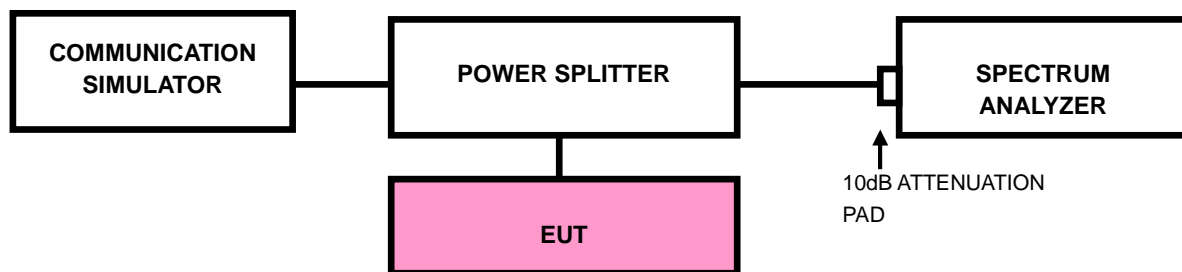 COMMUNICATION
SIMULATOR
POWER SPLITTER
SPECTRUM
ANALYZER
10dB ATTENUATION
PAD
EUT